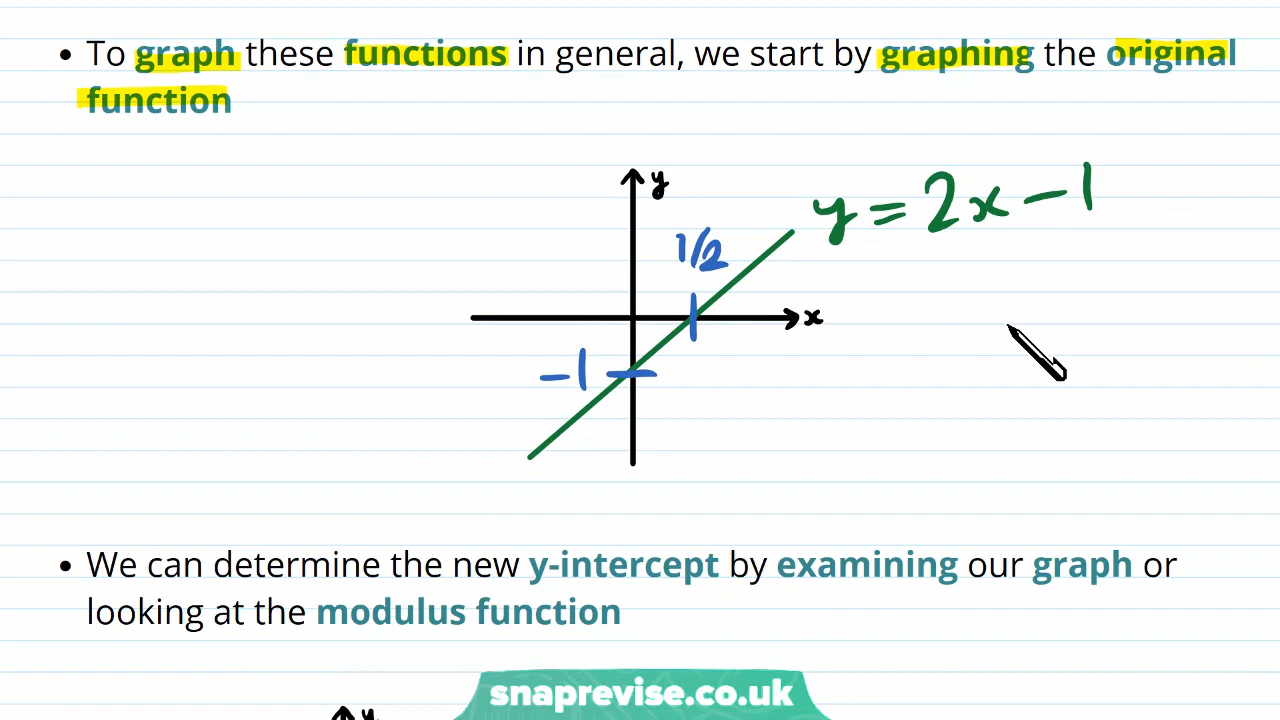 • To graph these functions in general, we start by graphing the original
function
y
y = 2x - 1
1/2
x
-1
• We can determine the new y-intercept by examining our graph or
looking at the modulus function
snaprevise.co.uk
y